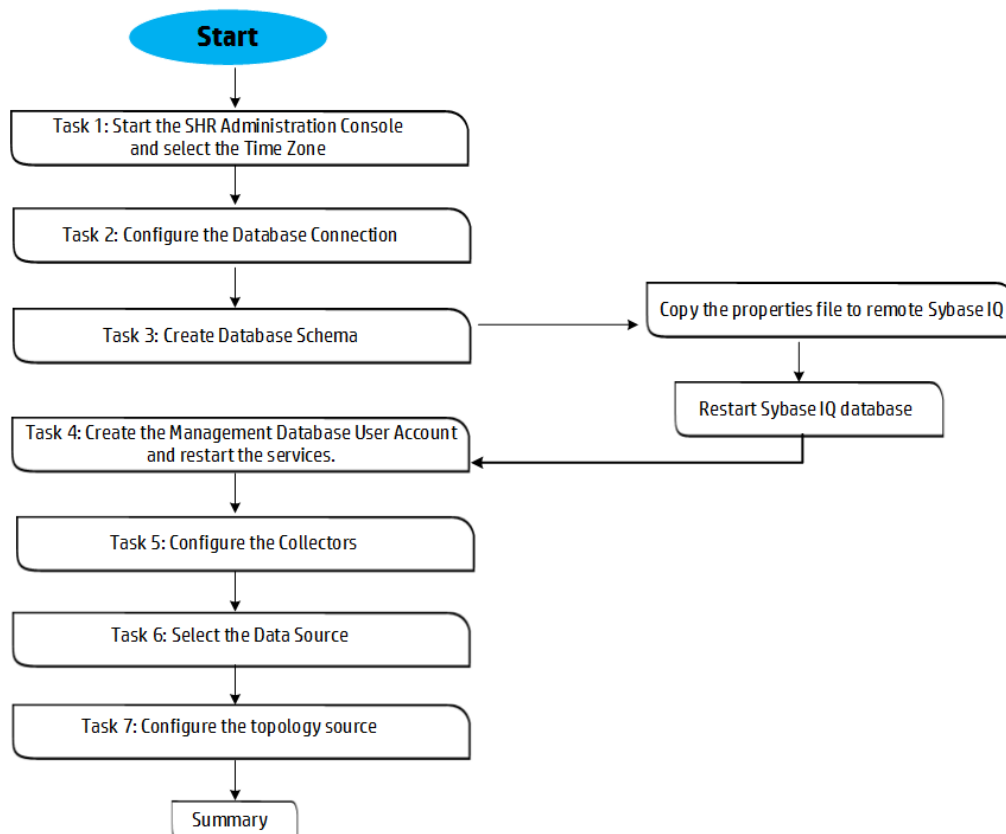 Start
Task 1: Start the SHR Administration Console
and select the Time Zone
Task 2: Configure the Database Connection
Task 3: Create Database Schema
Copy the properties file to remote Sybase IQ
Restart Sybase IQ database
Task 4: Create the Management Database User Account
and restart the services.
Task 5: Configure the Collectors
Task 6: Select the Data Source
Task 7: Configure the topology source
Summary